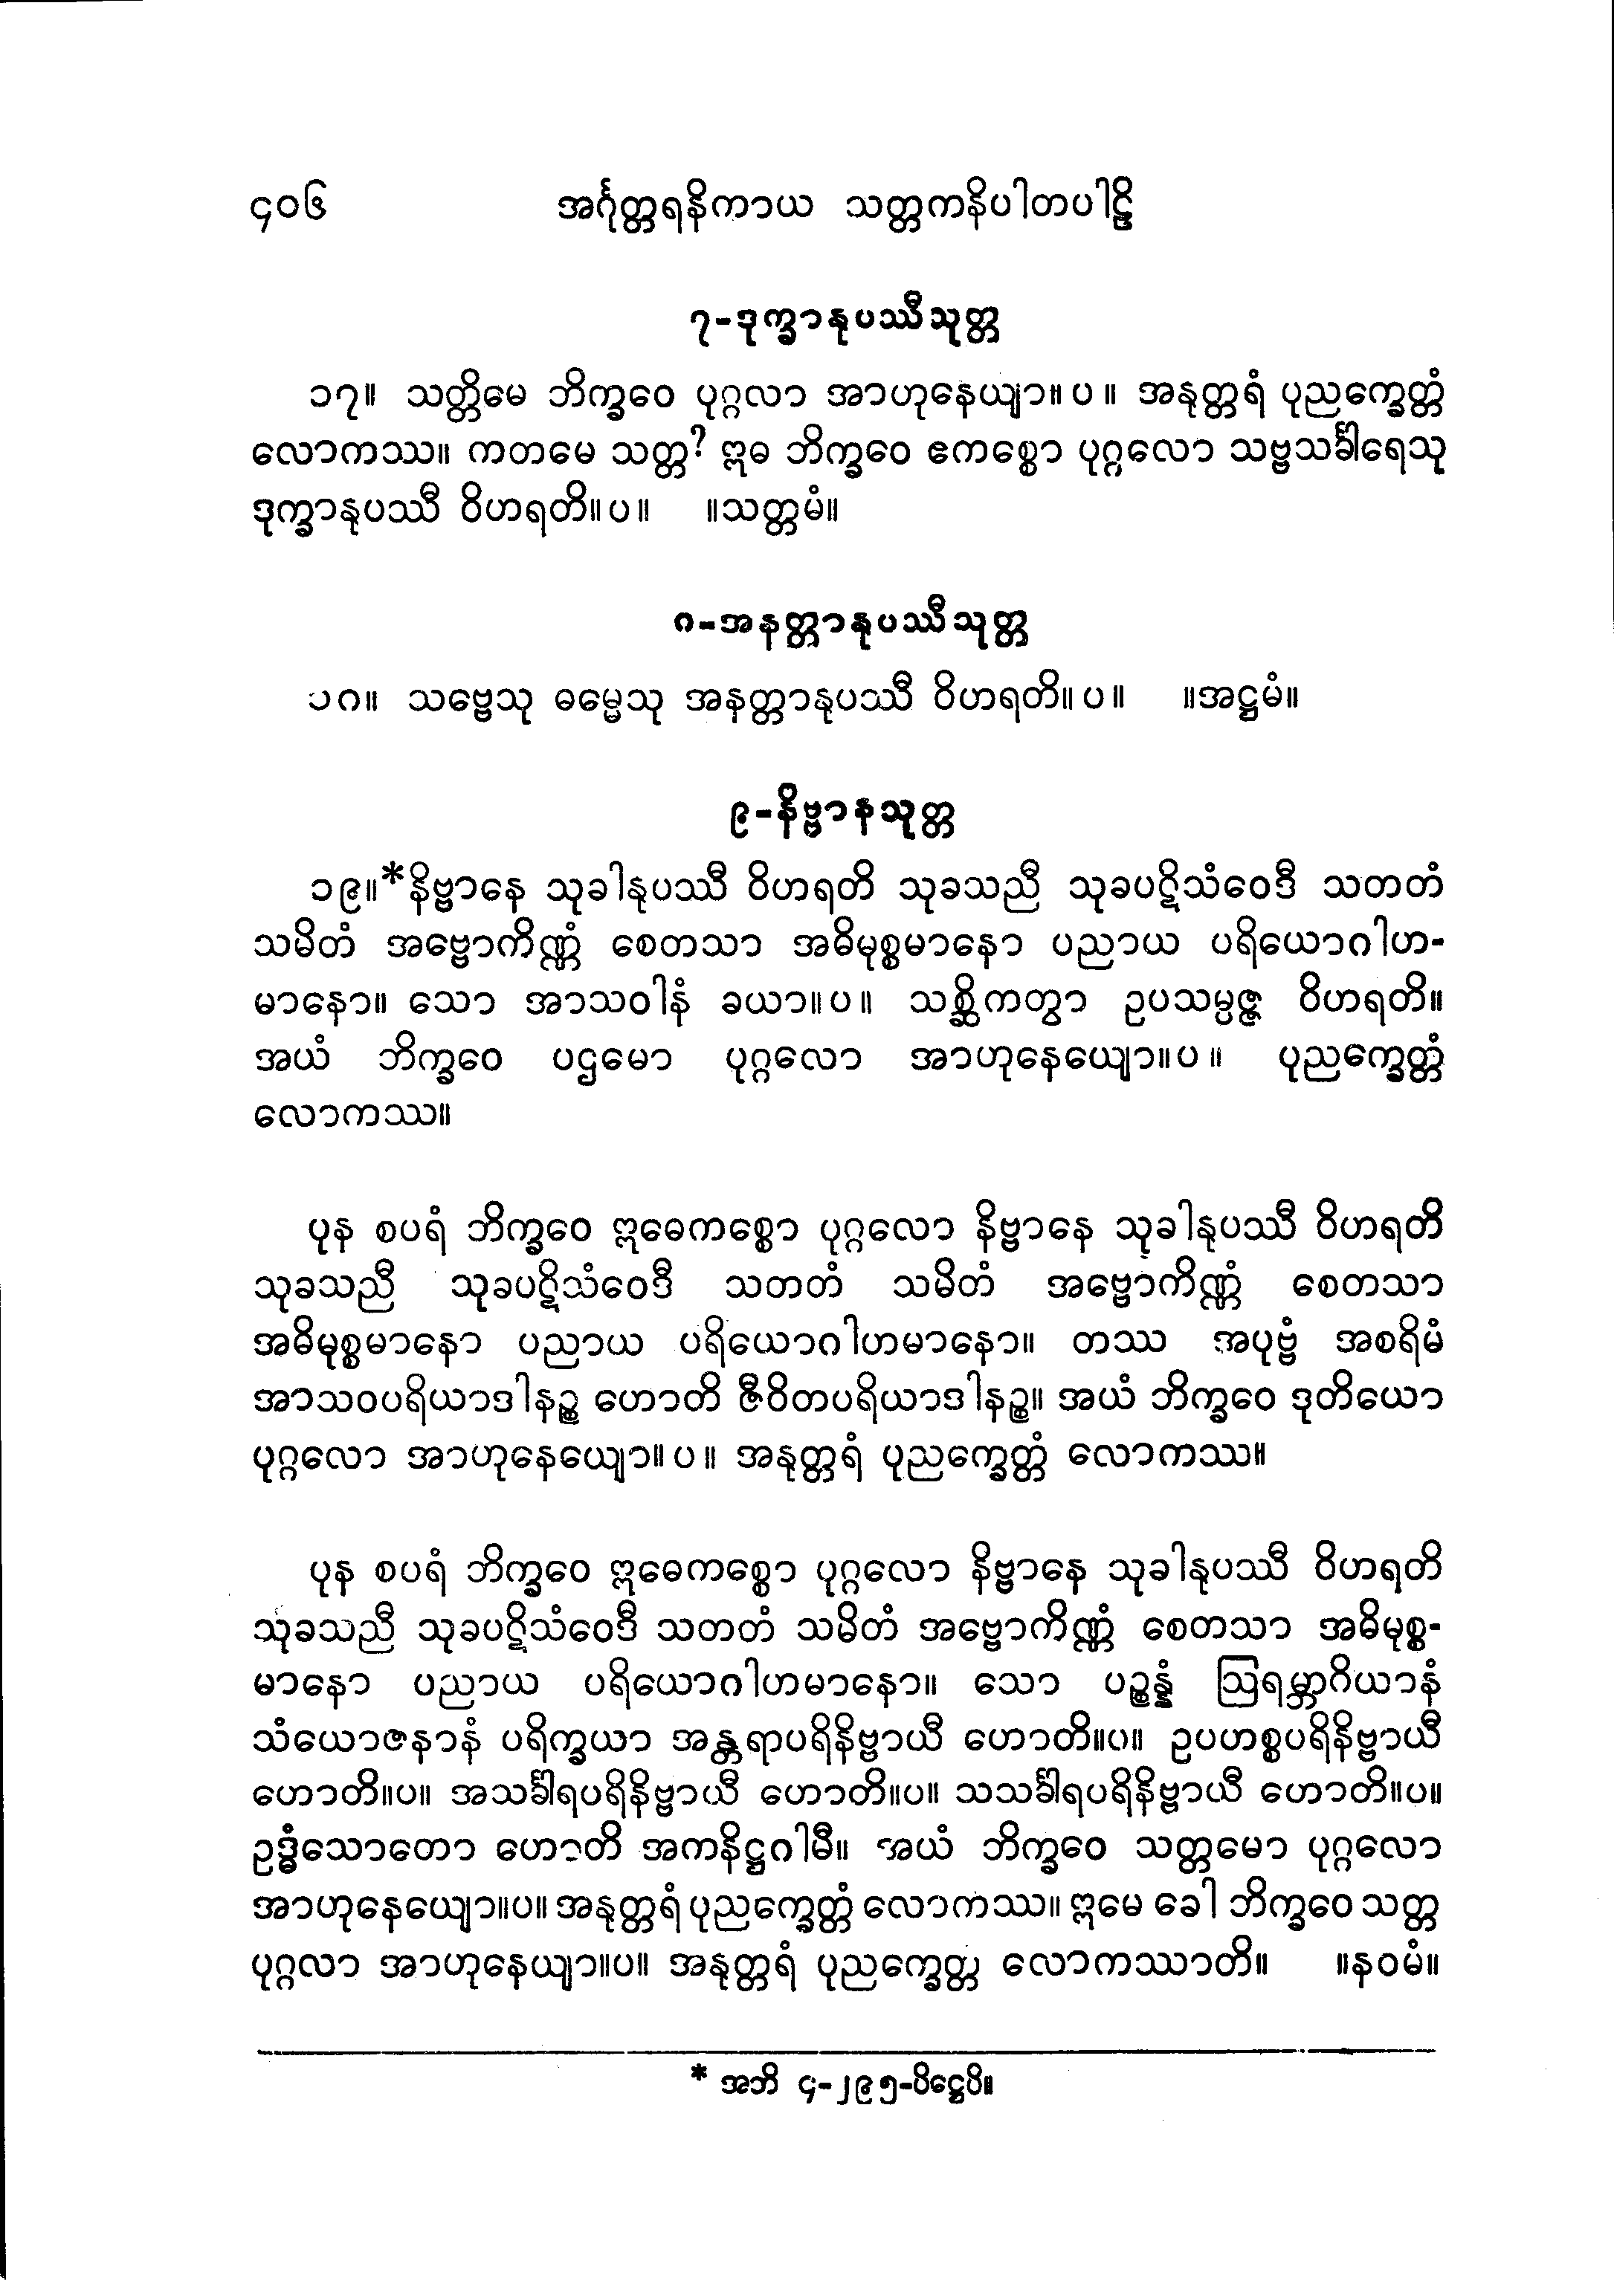 ၄၀၆ အင်္ဂုတ္တရနိကာယ သတ္တကနိပါတပါဠိ
၇-ဒုက္ခာနုပဿီသုတ္တ
၁၇။ သတ္တိမေ ဘိက္ခဝေ ပုဂ္ဂလာ အာဟုနေယျာ။ပ။ အနုတ္တရံ ပုညက္ခေတ္တံ
လောကဿ။ ကတမေ သတ္တ? ဣဓ ဘိက္ခဝေ ဧကစ္စော ပုဂ္ဂလော သဗ္ဗသင်္ခါရေသု
ဒုက္ခာနုပဿီ ဝိဟရတိ။ပ။ ။သတ္တမံ။
၈-အနတ္တာနုပဿီသုတ္တ
၁၈။ သဗ္ဗေသု ဓမ္မေသု အနတ္တာနုပဿီ ဝိဟရတိ။ပ။ ။အဋ္ဌမံ။
၉-နိဗ္ဗာနသုတ္တ
၁၉။*နိဗ္ဗာနေ သုခါနုပဿီ ဝိဟရတိ သုခသညီ သုခပဋိသံဝေဒီ သတတံ
သမိတံ အဗ္ဗောကိဏ္ဏံ စေတသာ အဓိမုစ္စမာနော ပညာယ ပရိယောဂါဟ-
မာနော။ သော အာသဝါနံ ခယာ။ပ။ သစ္ဆိကတွာ ဥပသမ္ပဇ္ဇ ဝိဟရတိ။
အယံ ဘိက္ခဝေ ပဌမော ပုဂ္ဂလော အာဟုနေယျော။ပ။ ပုညက္ခေတ္တံ
လောကဿ။
ပုန စပရံ ဘိက္ခဝေ ဣဓေကစ္စော ပုဂ္ဂလော နိဗ္ဗာနေ သုခါနုပဿီ ဝိဟရတိ
သုခသညီ သုခပဋိသံဝေဒီ သတတံ သမိတံ အဗ္ဗောကိဏ္ဏံ စေတသာ
အဓိမုစ္စမာနော ပညာယ ပရိယောဂါဟမာနော။ တဿ အပုဗ္ဗံ အစရိမံ
အာသဝပရိယာဒါနဉ္စ ဟောတိ ဇီဝိတပရိယာဒါနဉ္စ။ အယံ ဘိက္ခဝေ ဒုတိယော
ပုဂ္ဂလော အာဟုနေယျော။ပ။ အနုတ္တရံ ပုညက္ခေတ္တံ လောကဿ။
ပုန စပရံ ဘိက္ခဝေ ဣဓေကစ္စော ပုဂ္ဂလော နိဗ္ဗာနေ သုခါနုပဿီ ဝိဟရတိ
သုခသညီ သုခပဋိသံဝေဒီ သတတံ သမိတံ အဗ္ဗောကိဏ္ဏံ စေတသာ အဓိမုစ္စ-
မာနော ပညာယ ပရိယောဂါဟမာနော။ သော ပဉ္စန္နံ ဩရမ္ဘာဂိယာနံ
သံယောဇနာနံ ပရိက္ခယာ အန္တရာပရိနိဗ္ဗာယီ ဟောတိ။ပ။ ဥပဟစ္စပရိနိဗ္ဗာယီ
ဟောတိ။ပ။ အသင်္ခါရပရိနိဗ္ဗာယီ ဟောတိ။ပ။ သသင်္ခါရပရိနိဗ္ဗာယီ ဟောတိ။ပ။
ဥဒ္ဓံသောတော ဟောတိ အကနိဋ္ဌဂါမီ။ အယံ ဘိက္ခဝေ သတ္တမော ပုဂ္ဂလော
အာဟုနေယျော။ပ။ အနုတ္တရံ ပုညက္ခေတ္တံ လောကဿ။ ဣမေ ခေါ ဘိက္ခဝေ သတ္တ
ပုဂ္ဂလာ အာဟုနေယျာ။ပ။ အနုတ္တရံ ပုညက္ခေတ္တ လောကဿာတိ။ ။နဝမံ။
* အဘိ ၄-၂၉၅-ပိဋ္ဌေပိ။